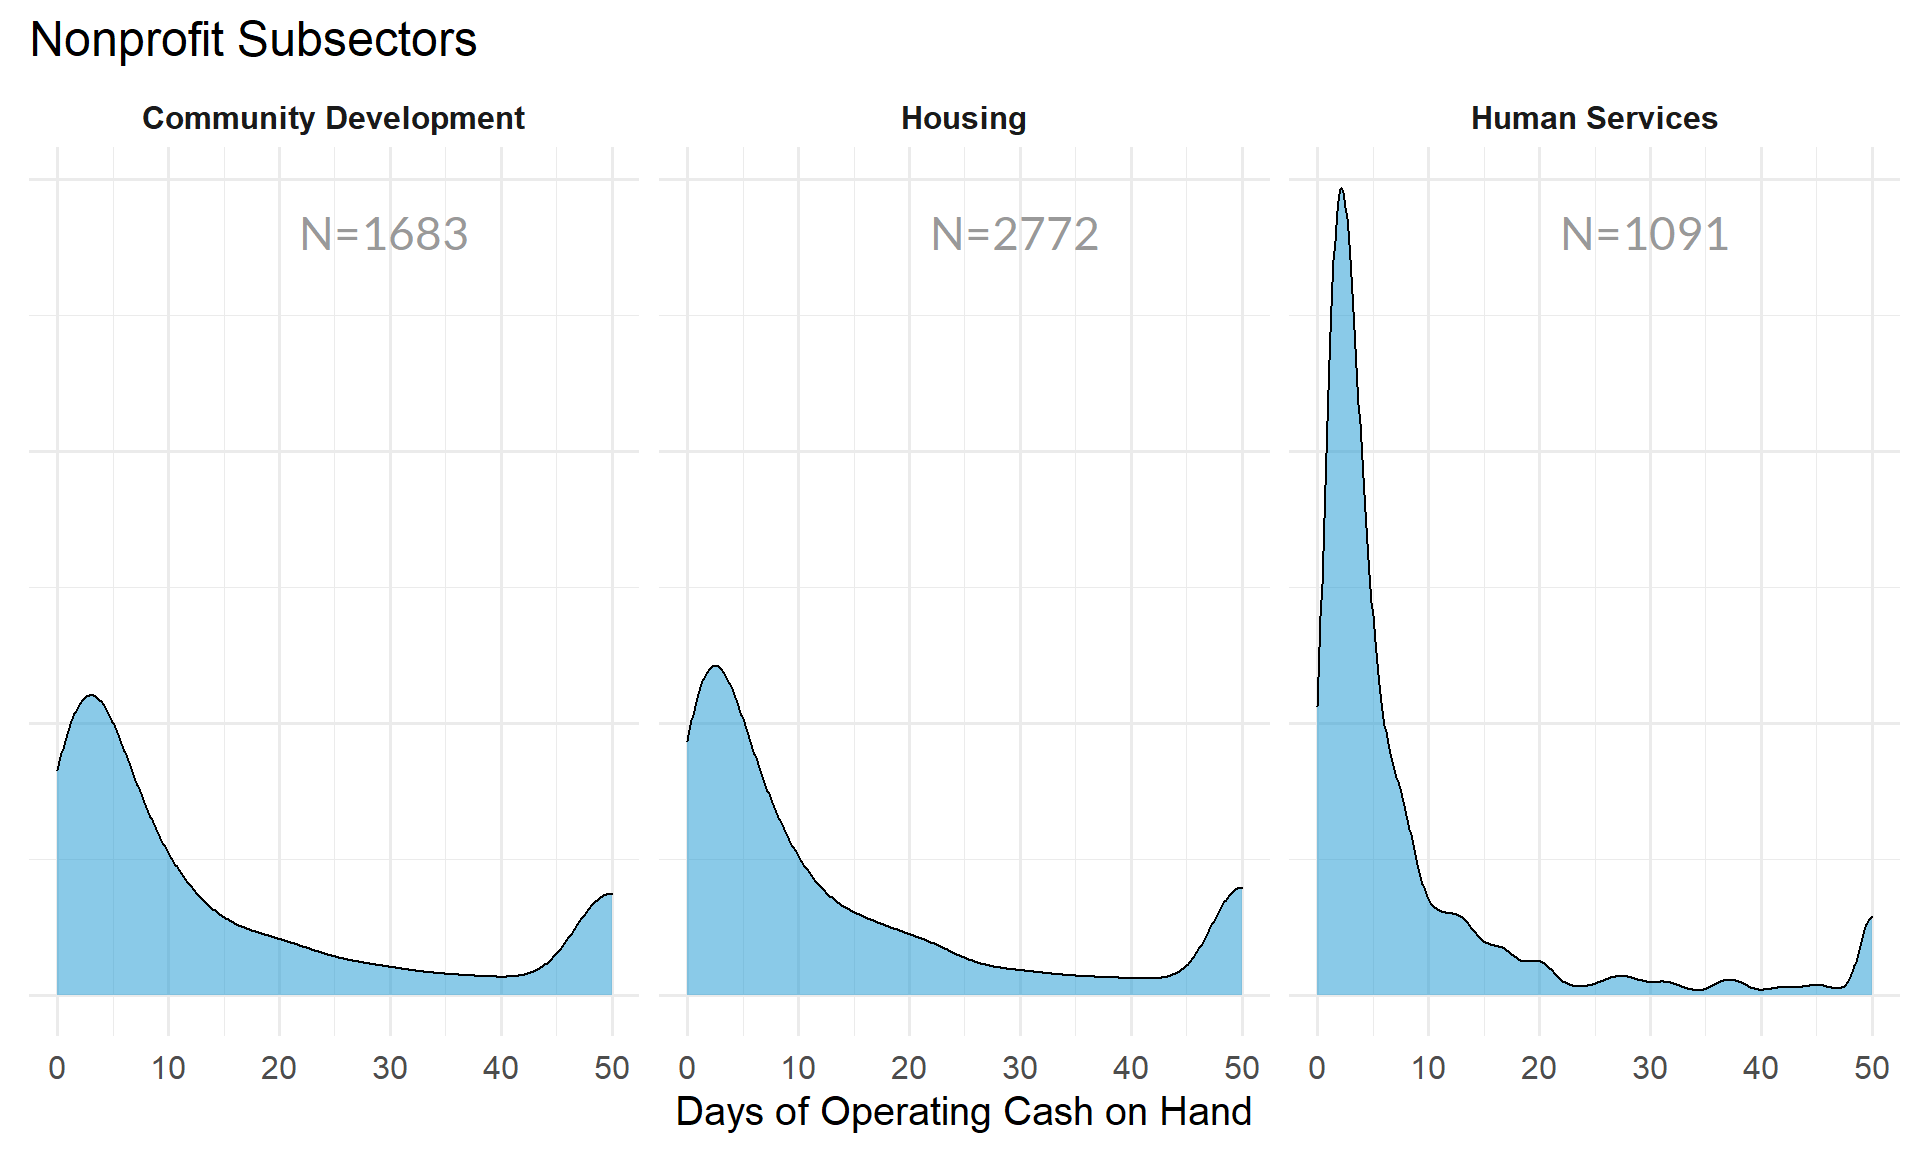 Nonprofit Subsectors
Community Development Housing Human Services
N=1683 N=2772 N=1091
0 10 20 30 40 50 0 10 20 30 40 50 0 10 20 30 40 50
Days of Operating Cash on Hand